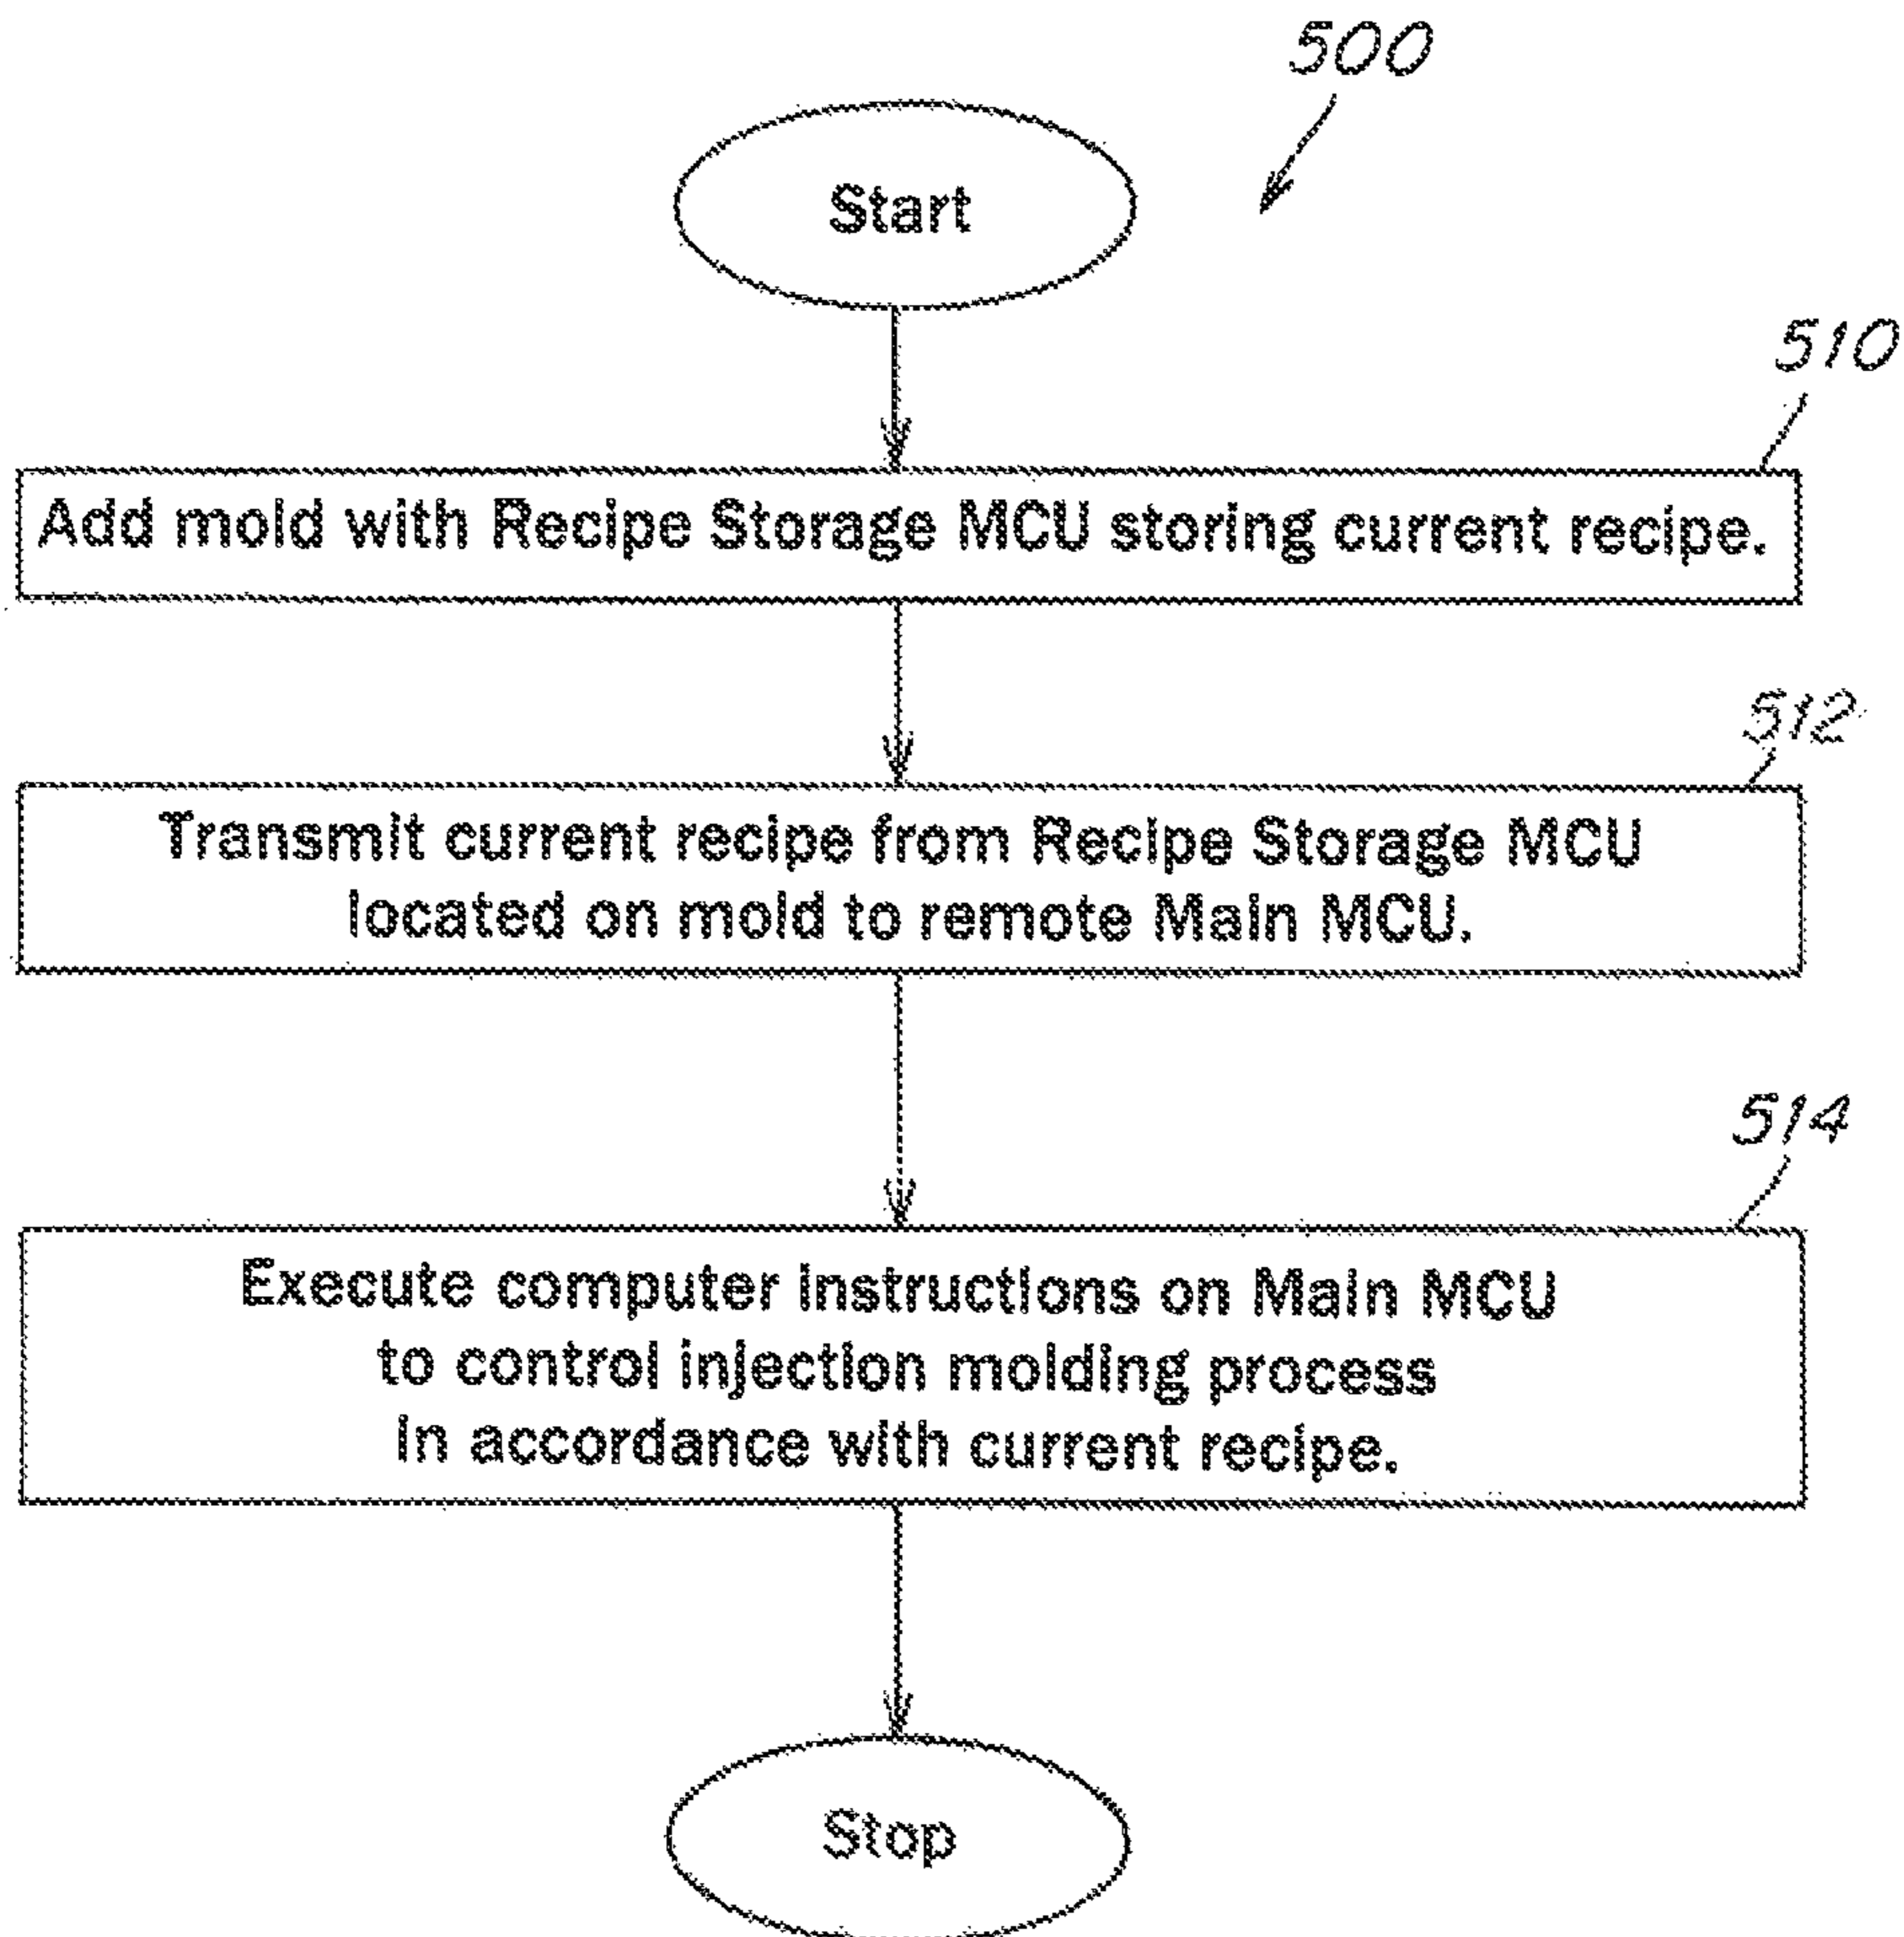 500
Start
510
Add mold with Recipe Storage MCU storing current recipe.
512
Transmit current recipe from Recipe Storage MCU
located on mold to remote Main MCU.
514
Execute computer instructions on Main MCU
to control injection molding process
in accordance with current recipe.
Stop